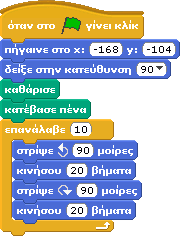 όταν στο γίνει κλίκ
πήγαινε στο x: -168 y: -104
δείξε στην κατεύθυνση 90
καθάρισε
κατέβασε πένα
επανάλαβε 10
στρίψε 90 μοίρες
κινήσου 20 βήματα
στρίψε 90 μοίρες
κινήσου 20 βήματα